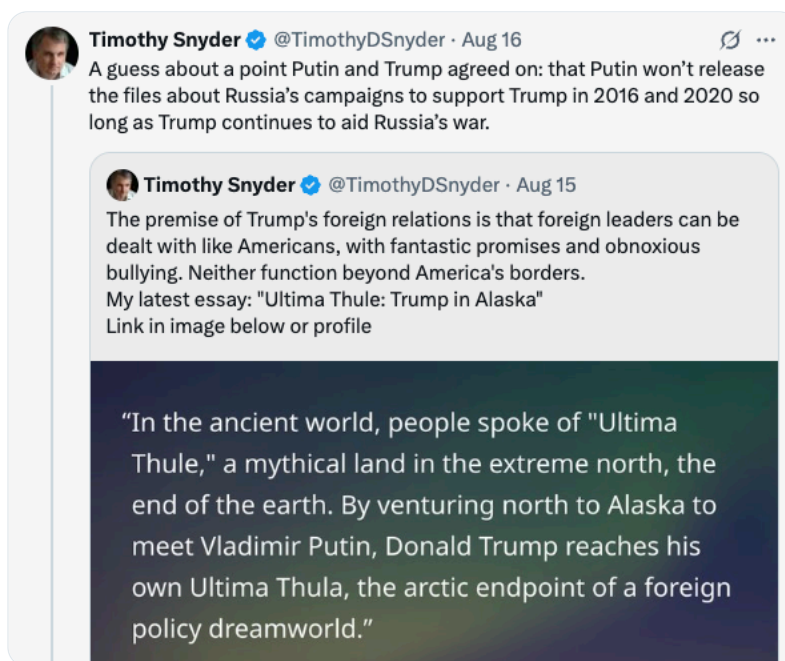 Timothy Snyder @TimothyDSnyder · Aug 16
A guess about a point Putin and Trump agreed on: that Putin won’t release
the files about Russia’s campaigns to support Trump in 2016 and 2020 so
long as Trump continues to aid Russia’s war.
Timothy Snyder @TimothyDSnyder · Aug 15
The premise of Trump's foreign relations is that foreign leaders can be
dealt with like Americans, with fantastic promises and obnoxious
bullying. Neither function beyond America's borders.
My latest essay: "Ultima Thule: Trump in Alaska"
Link in image below or profile
“In the ancient world, people spoke of "Ultima
Thule," a mythical land in the extreme north, the
end of the earth. By venturing north to Alaska to
meet Vladimir Putin, Donald Trump reaches his
own Ultima Thula, the arctic endpoint of a foreign
policy dreamworld.”